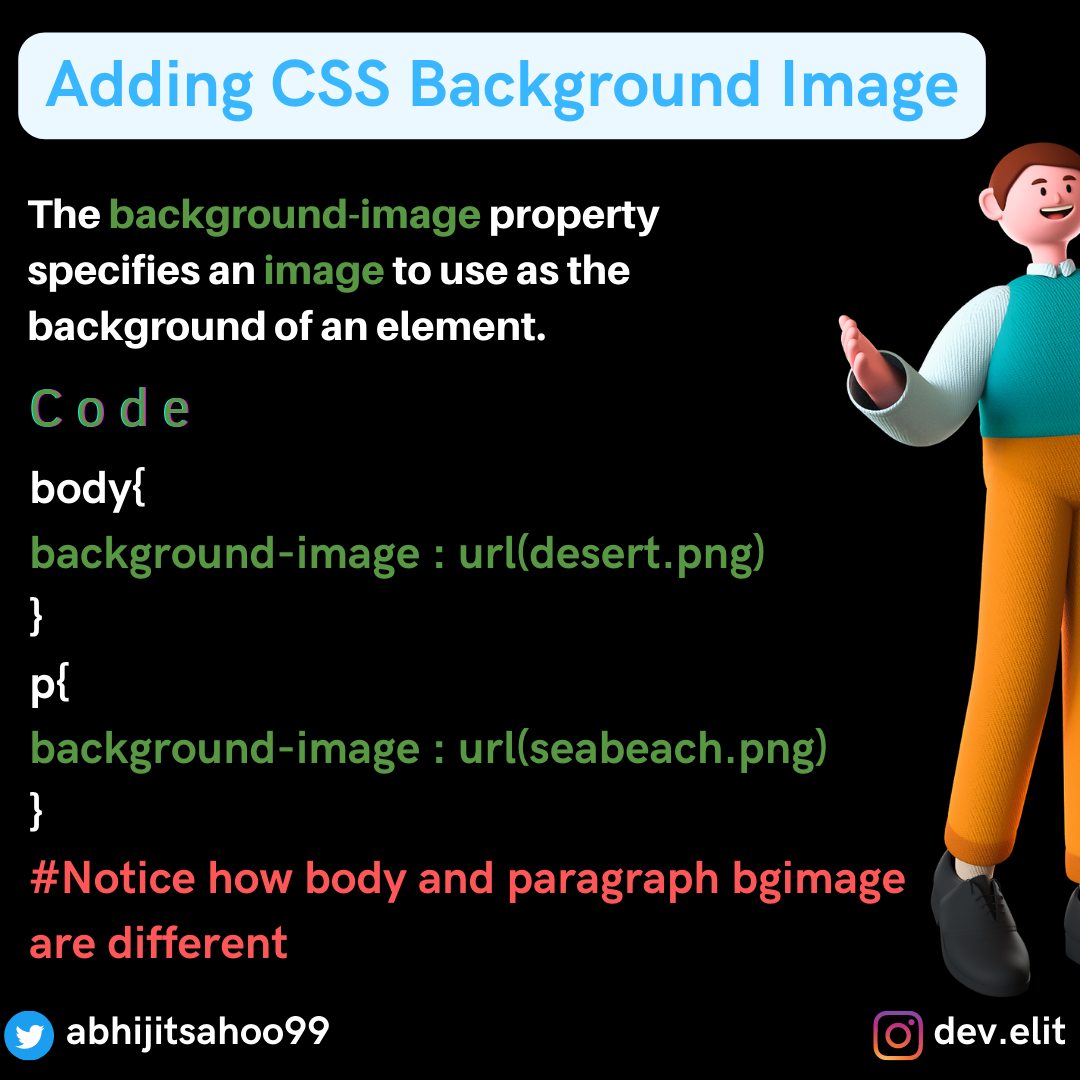 Adding CSS Background Image
The background-image property
specifies an image to use as the
background of an element.
Code
body{
background-image : url(desert.png)
}
p{
background-image : url(seabeach.png)
}
#Notice how body and paragraph bgimage
are different
abhijitsahoo99
dev.elit